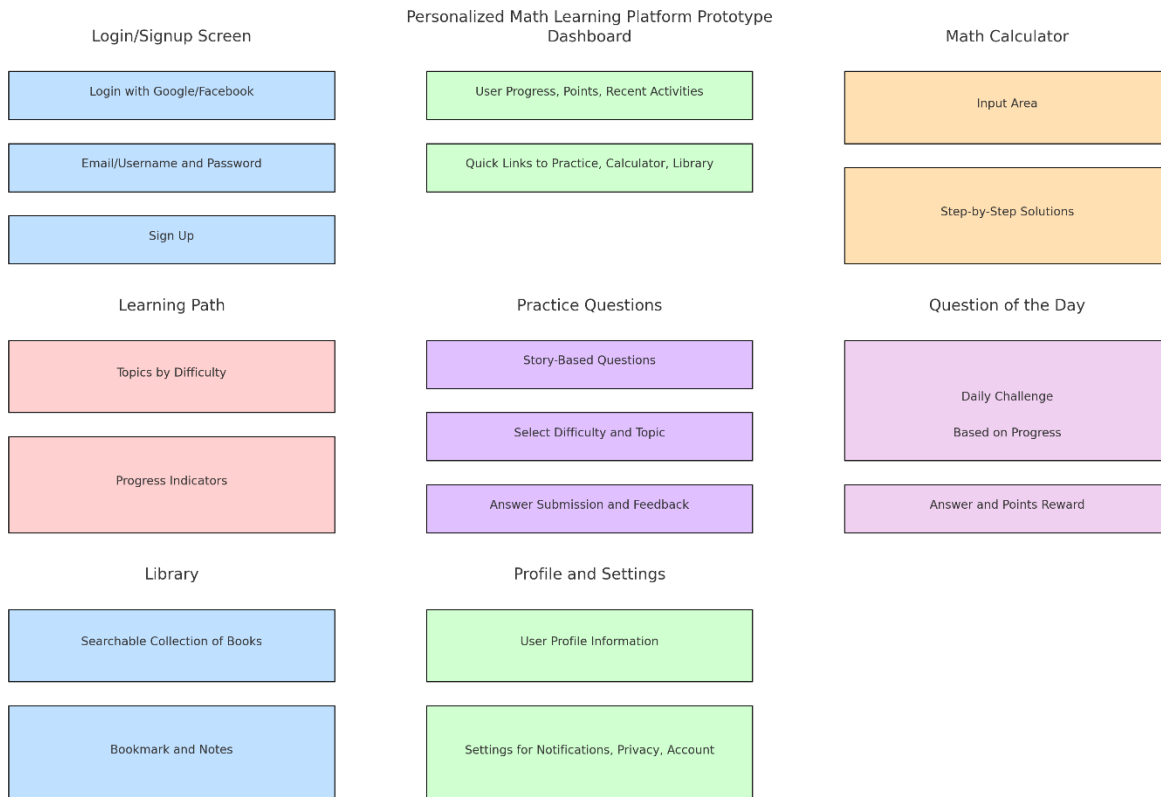 Personalized Math Learning Platform Prototype
Login/Signup Screen
Login with Google/Facebook
Email/Username and Password
Sign Up
Dashboard
User Progress, Points, Recent Activities
Quick Links to Practice, Calculator, Library
Math Calculator
Input Area
Step-by-Step Solutions
Learning Path
Topics by Difficulty
Progress Indicators
Practice Questions
Story-Based Questions
Select Difficulty and Topic
Answer Submission and Feedback
Question of the Day
Daily Challenge
Based on Progress
Answer and Points Reward
Library
Searchable Collection of Books
Bookmark and Notes
Profile and Settings
User Profile Information
Settings for Notifications, Privacy, Account